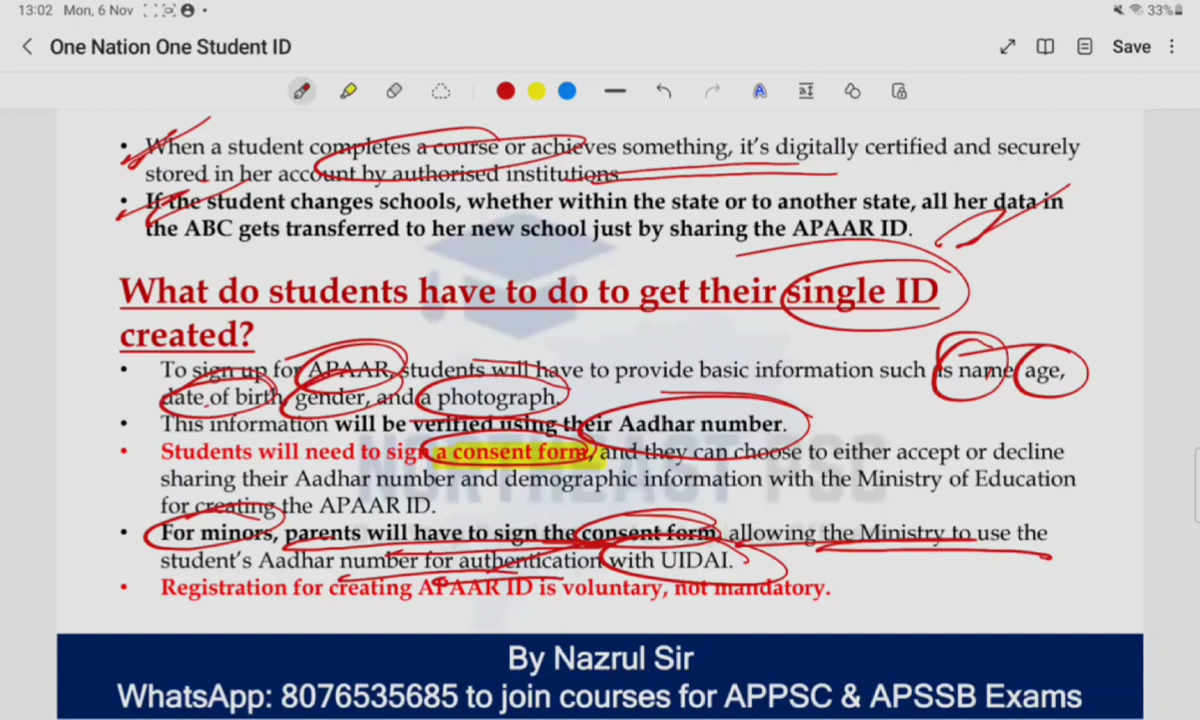 13:02 Mon, 6 Nov
33%
One Nation One Student ID
Save
• When a student completes a course or achieves something, it's digitally certified and securely
stored in her account by authorised institutions
• If the student changes schools, whether within the state or to another state, all her data in
the ABC gets transferred to her new school just by sharing the APAAR ID.
What do students have to do to get their single ID
created?
• To sign up for APAAR, students will have to provide basic information such as name, age,
date of birth, gender, and a photograph.
• This information will be verified using their Aadhar number.
• Students will need to sign a consent form, and they can choose to either accept or decline
sharing their Aadhar number and demographic information with the Ministry of Education
for creating the APAAR ID.
• For minors, parents will have to sign the consent form, allowing the Ministry to use the
student's Aadhar number for authentication with UIDAI.
• Registration for creating APAAR ID is voluntary, not mandatory.
NORTHEAST PSC
By Nazrul Sir
WhatsApp: 8076535685 to join courses for APPSC & APSSB Exams